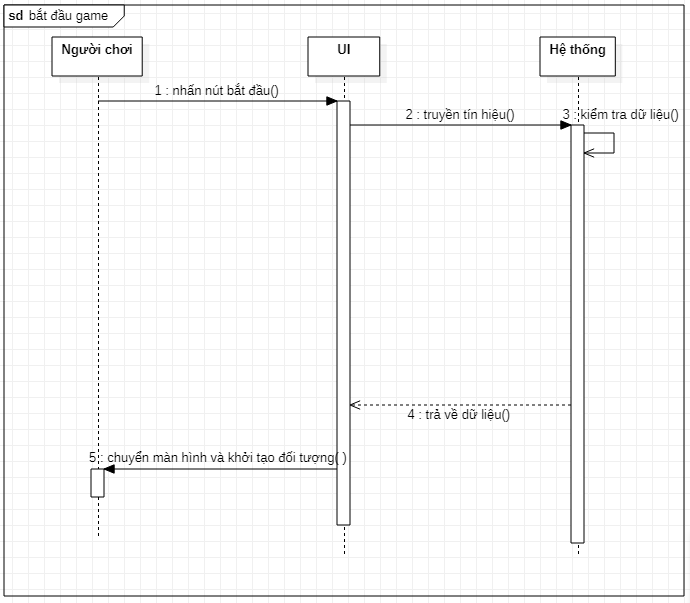 sd bắt đầu game
Người chơi
UI
Hệ thống
1 : nhấn nút bắt đầu()
2 : truyền tín hiệu()
3 : kiểm tra dữ liệu()
4 : trả về dữ liệu()
5 : chuyển màn hình và khởi tạo đối tượng( )